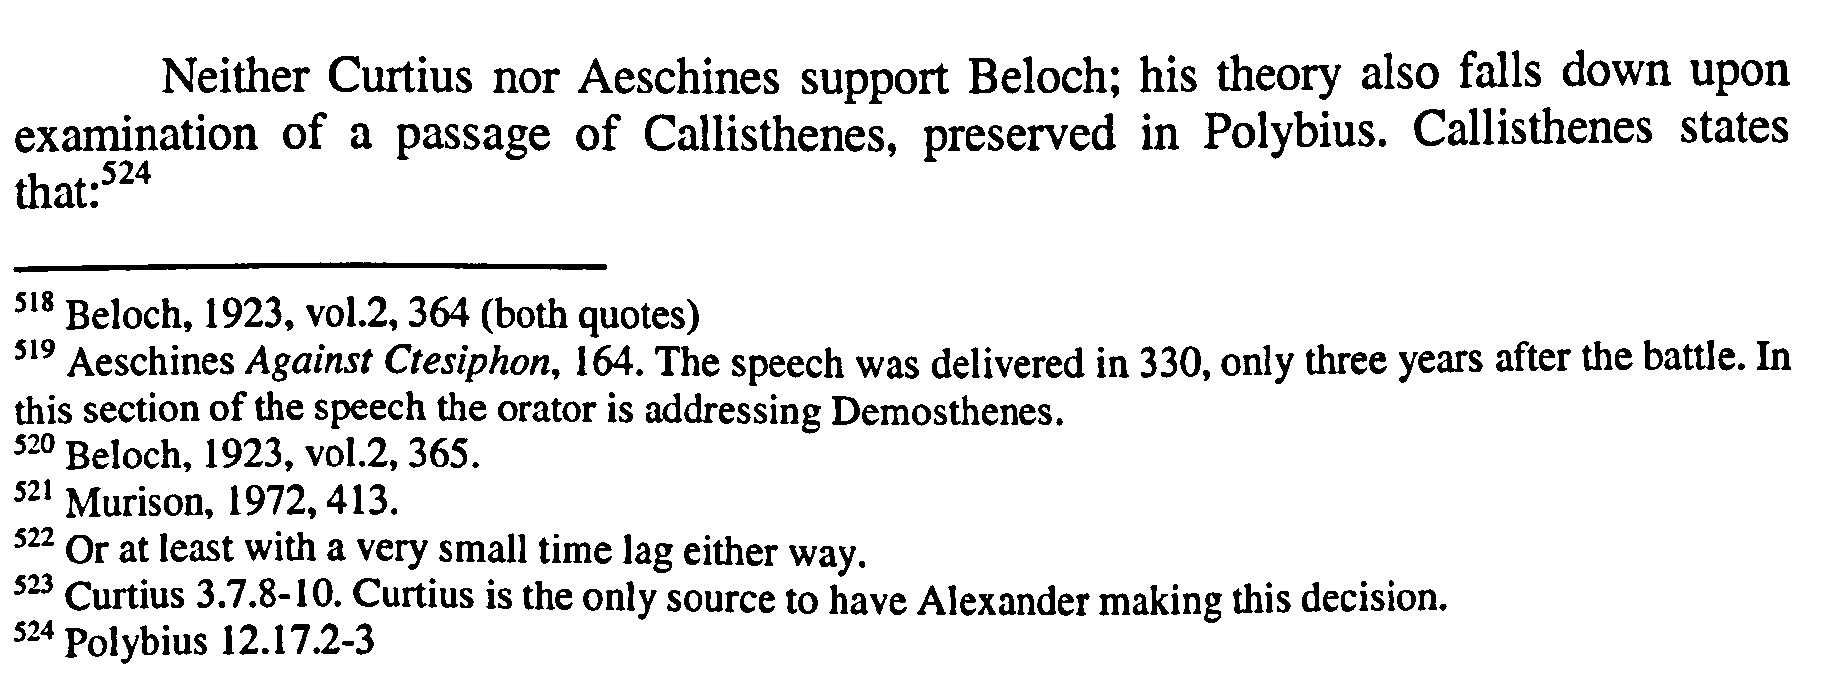 Neither Curtius nor Aeschines support Beloch; his theory also falls down upon
examination of a passage of Callisthenes, preserved in Polybius. Callisthenes states
that:524
518 Beloch, 1923, vol.2, 364 (both quotes)
519 Aeschines Against Ctesiphon, 164. The speech was delivered in 330, only three years after the battle. In
this section of the speech the orator is addressing Demosthenes.
520 Beloch, 1923, vol.2, 365.
521 Murison, 1972, 413.
522 Or at least with a very small time lag either way.
523 Curtius 3.7.8-10. Curtius is the only source to have Alexander making this decision.
524 Polybius 12.17.2-3